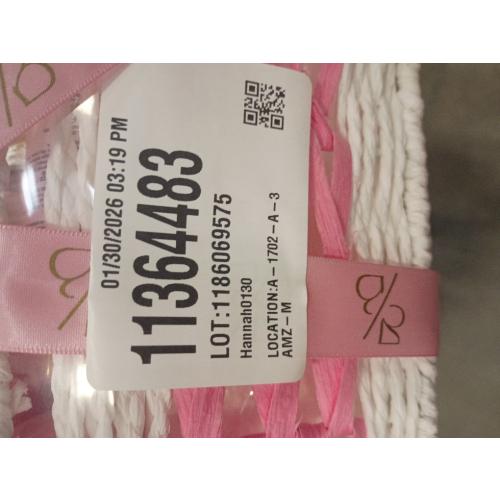 01/30/2026 03:19 PM
11364483
LOT:1186069575
Hannah0130
LOCATION:A-1702-A-3
AMZ-M